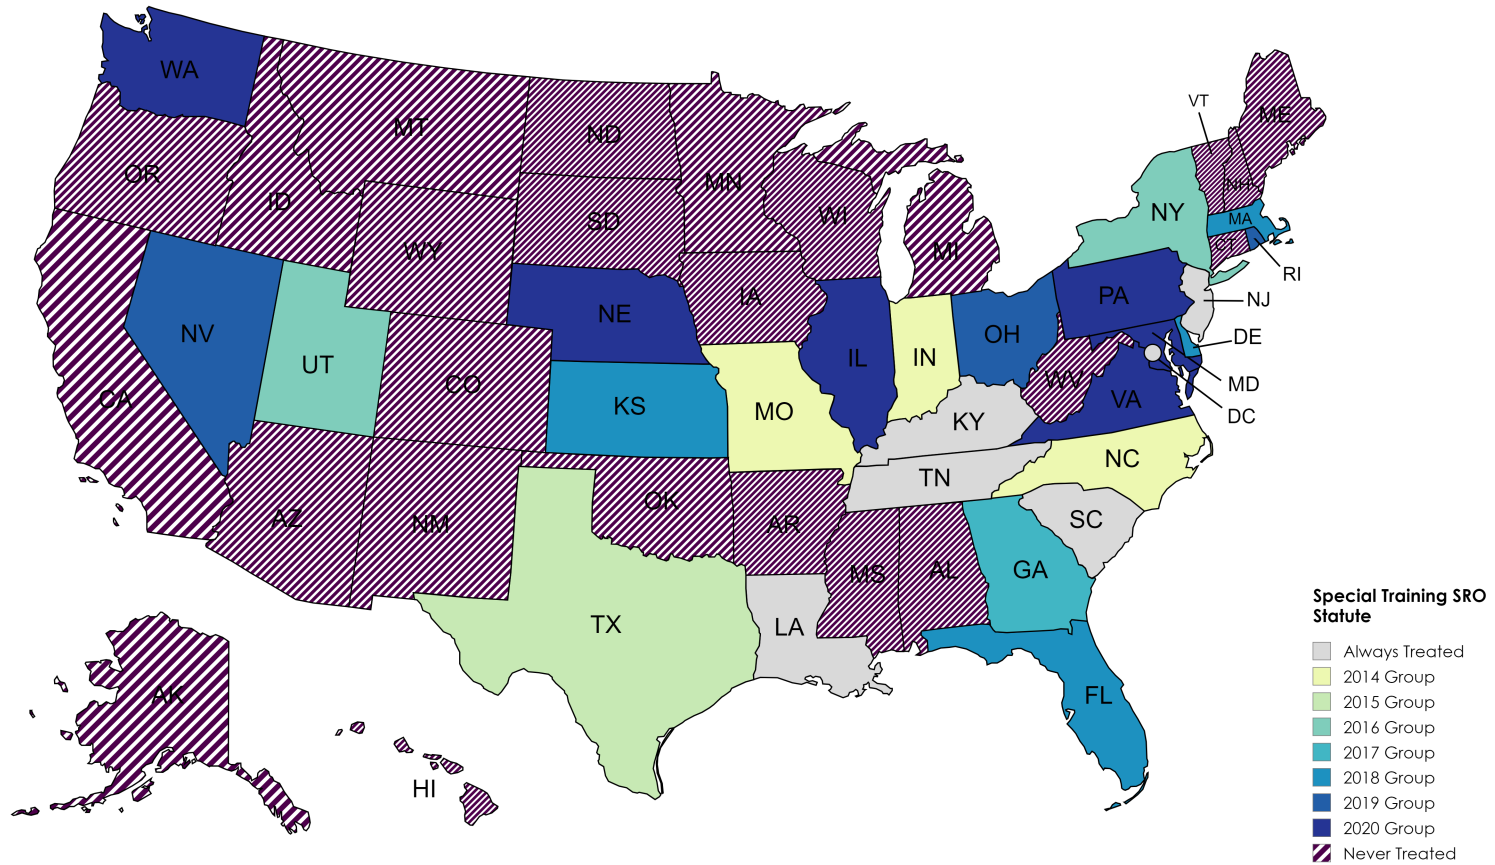 WA
MT
ND
OR
ID
MN
SD
WI
WY
MI
VT
ME
NH
NY
MA
CT
RI
NJ
IA
NE
PA
NV
UT
CO
OH
IN
IL
DE
CA
KS
MO
WV
VA
MD
DC
KY
NC
TN
OK
AZ
NM
AR
SC
MS
AL
GA
TX
LA
FL
AK
HI
Special Training SRO
Statute
Always Treated
2014 Group
2015 Group
2016 Group
2017 Group
2018 Group
2019 Group
2020 Group
Never Treated